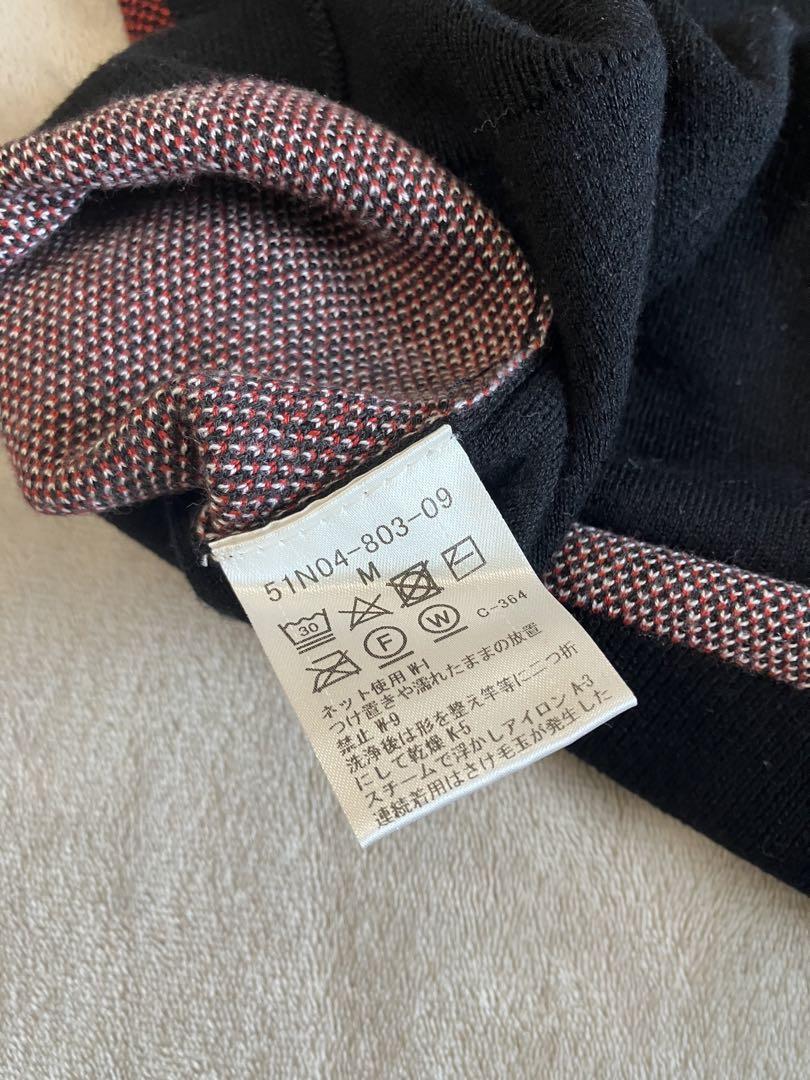 51N04-803-09
M
30
F W C-364
ネット使用 W-1
つけ置きや濡れたままの放置
禁止 W-9
洗浄後は形を整え竿等に二つ折
にして乾燥 K-5
スチームで浮かしアイロン A-3
連続着用はさけ毛玉が発生した